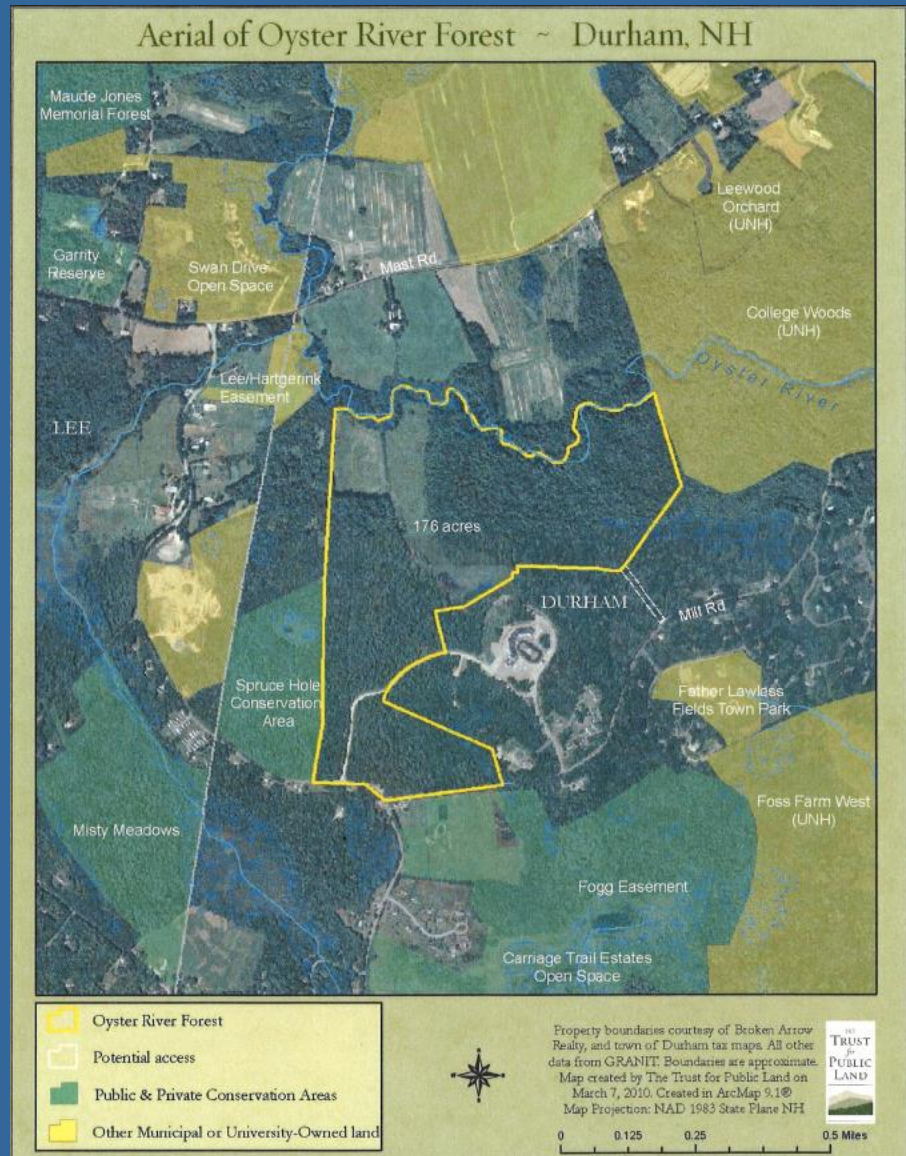 Aerial of Oyster River Forest ~ Durham, NH
Maude Jones
Memorial Forest
Leewood
Orchard
(UNH)
Garrity
Reserve
Swan Drive
Open Space
Mast Rd
College Woods
(UNH)
Oyster River
Lee/Hartgerink
Easement
LEE
176 acres
DURHAM
Mill Rd
Spruce Hole
Conservation
Area
Father Lawless
Fields Town Park
Misty Meadows
Foss Farm West
(UNH)
Fogg Easement
Carriage Trail Estates
Open Space
Oyster River Forest
Potential access
Public & Private Conservation Areas
Other Municipal or University-Owned land
Property boundaries courtesy of Broken Arrow
Realty, and town of Durham tax maps. All other
data from GRANIT. Boundaries are approximate.
Map created by The Trust for Public Land on
March 7, 2010. Created in ArcMap 9.1®
Map Projection: NAD 1983 State Plane NH
THE
TRUST
for
PUBLIC
LAND
0 0.125 0.25 0.5 Miles